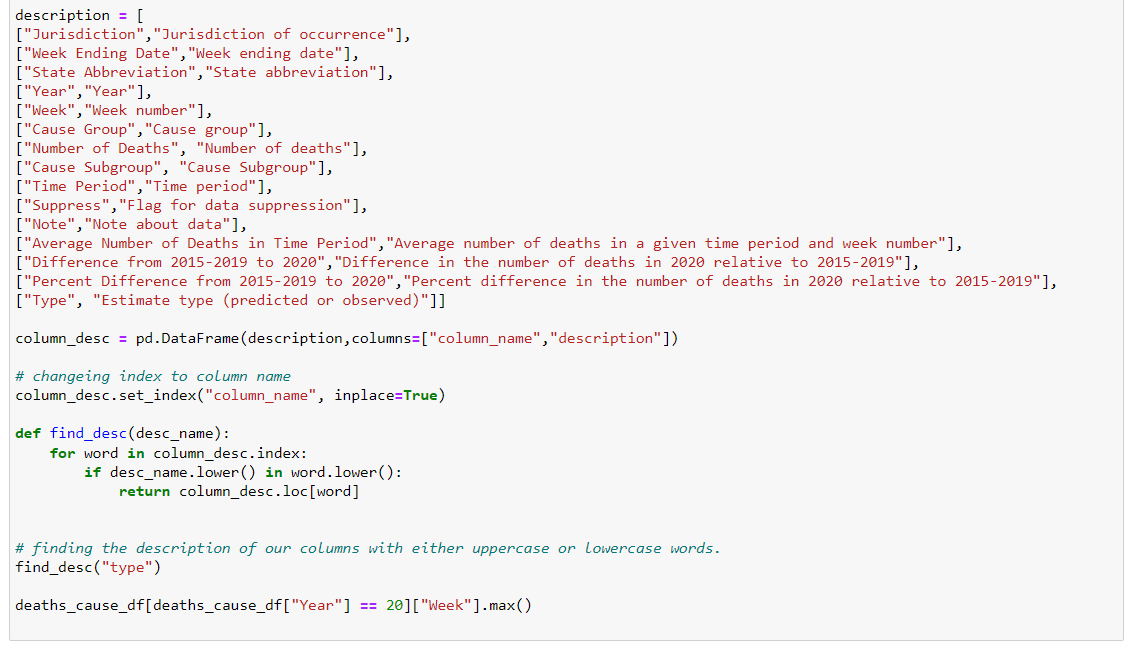 description = [
["Jurisdiction","Jurisdiction of occurrence"],
["Week Ending Date","Week ending date"],
["State Abbreviation","State abbreviation"],
["Year","Year"],
["Week","Week number"],
["Cause Group","Cause group"],
["Number of Deaths", "Number of deaths"],
["Cause Subgroup", "Cause Subgroup"],
["Time Period","Time period"],
["Suppress","Flag for data suppression"],
["Note","Note about data"],
["Average Number of Deaths in Time Period","Average number of deaths in a given time period and week number"],
["Difference from 2015-2019 to 2020","Difference in the number of deaths in 2020 relative to 2015-2019"],
["Percent Difference from 2015-2019 to 2020","Percent difference in the number of deaths in 2020 relative to 2015-2019"],
["Type", "Estimate type (predicted or observed)"]]
column_desc = pd.DataFrame(description,columns=["column_name","description"])
# changeing index to column name
column_desc.set_index("column_name", inplace=True)
def find_desc(desc_name):
    for word in column_desc.index:
        if desc_name.lower() in word.lower():
            return column_desc.loc[word]
# finding the description of our columns with either uppercase or lowercase words.
find_desc("type")
deaths_cause_df[deaths_cause_df["Year"] == 20]["Week"].max()